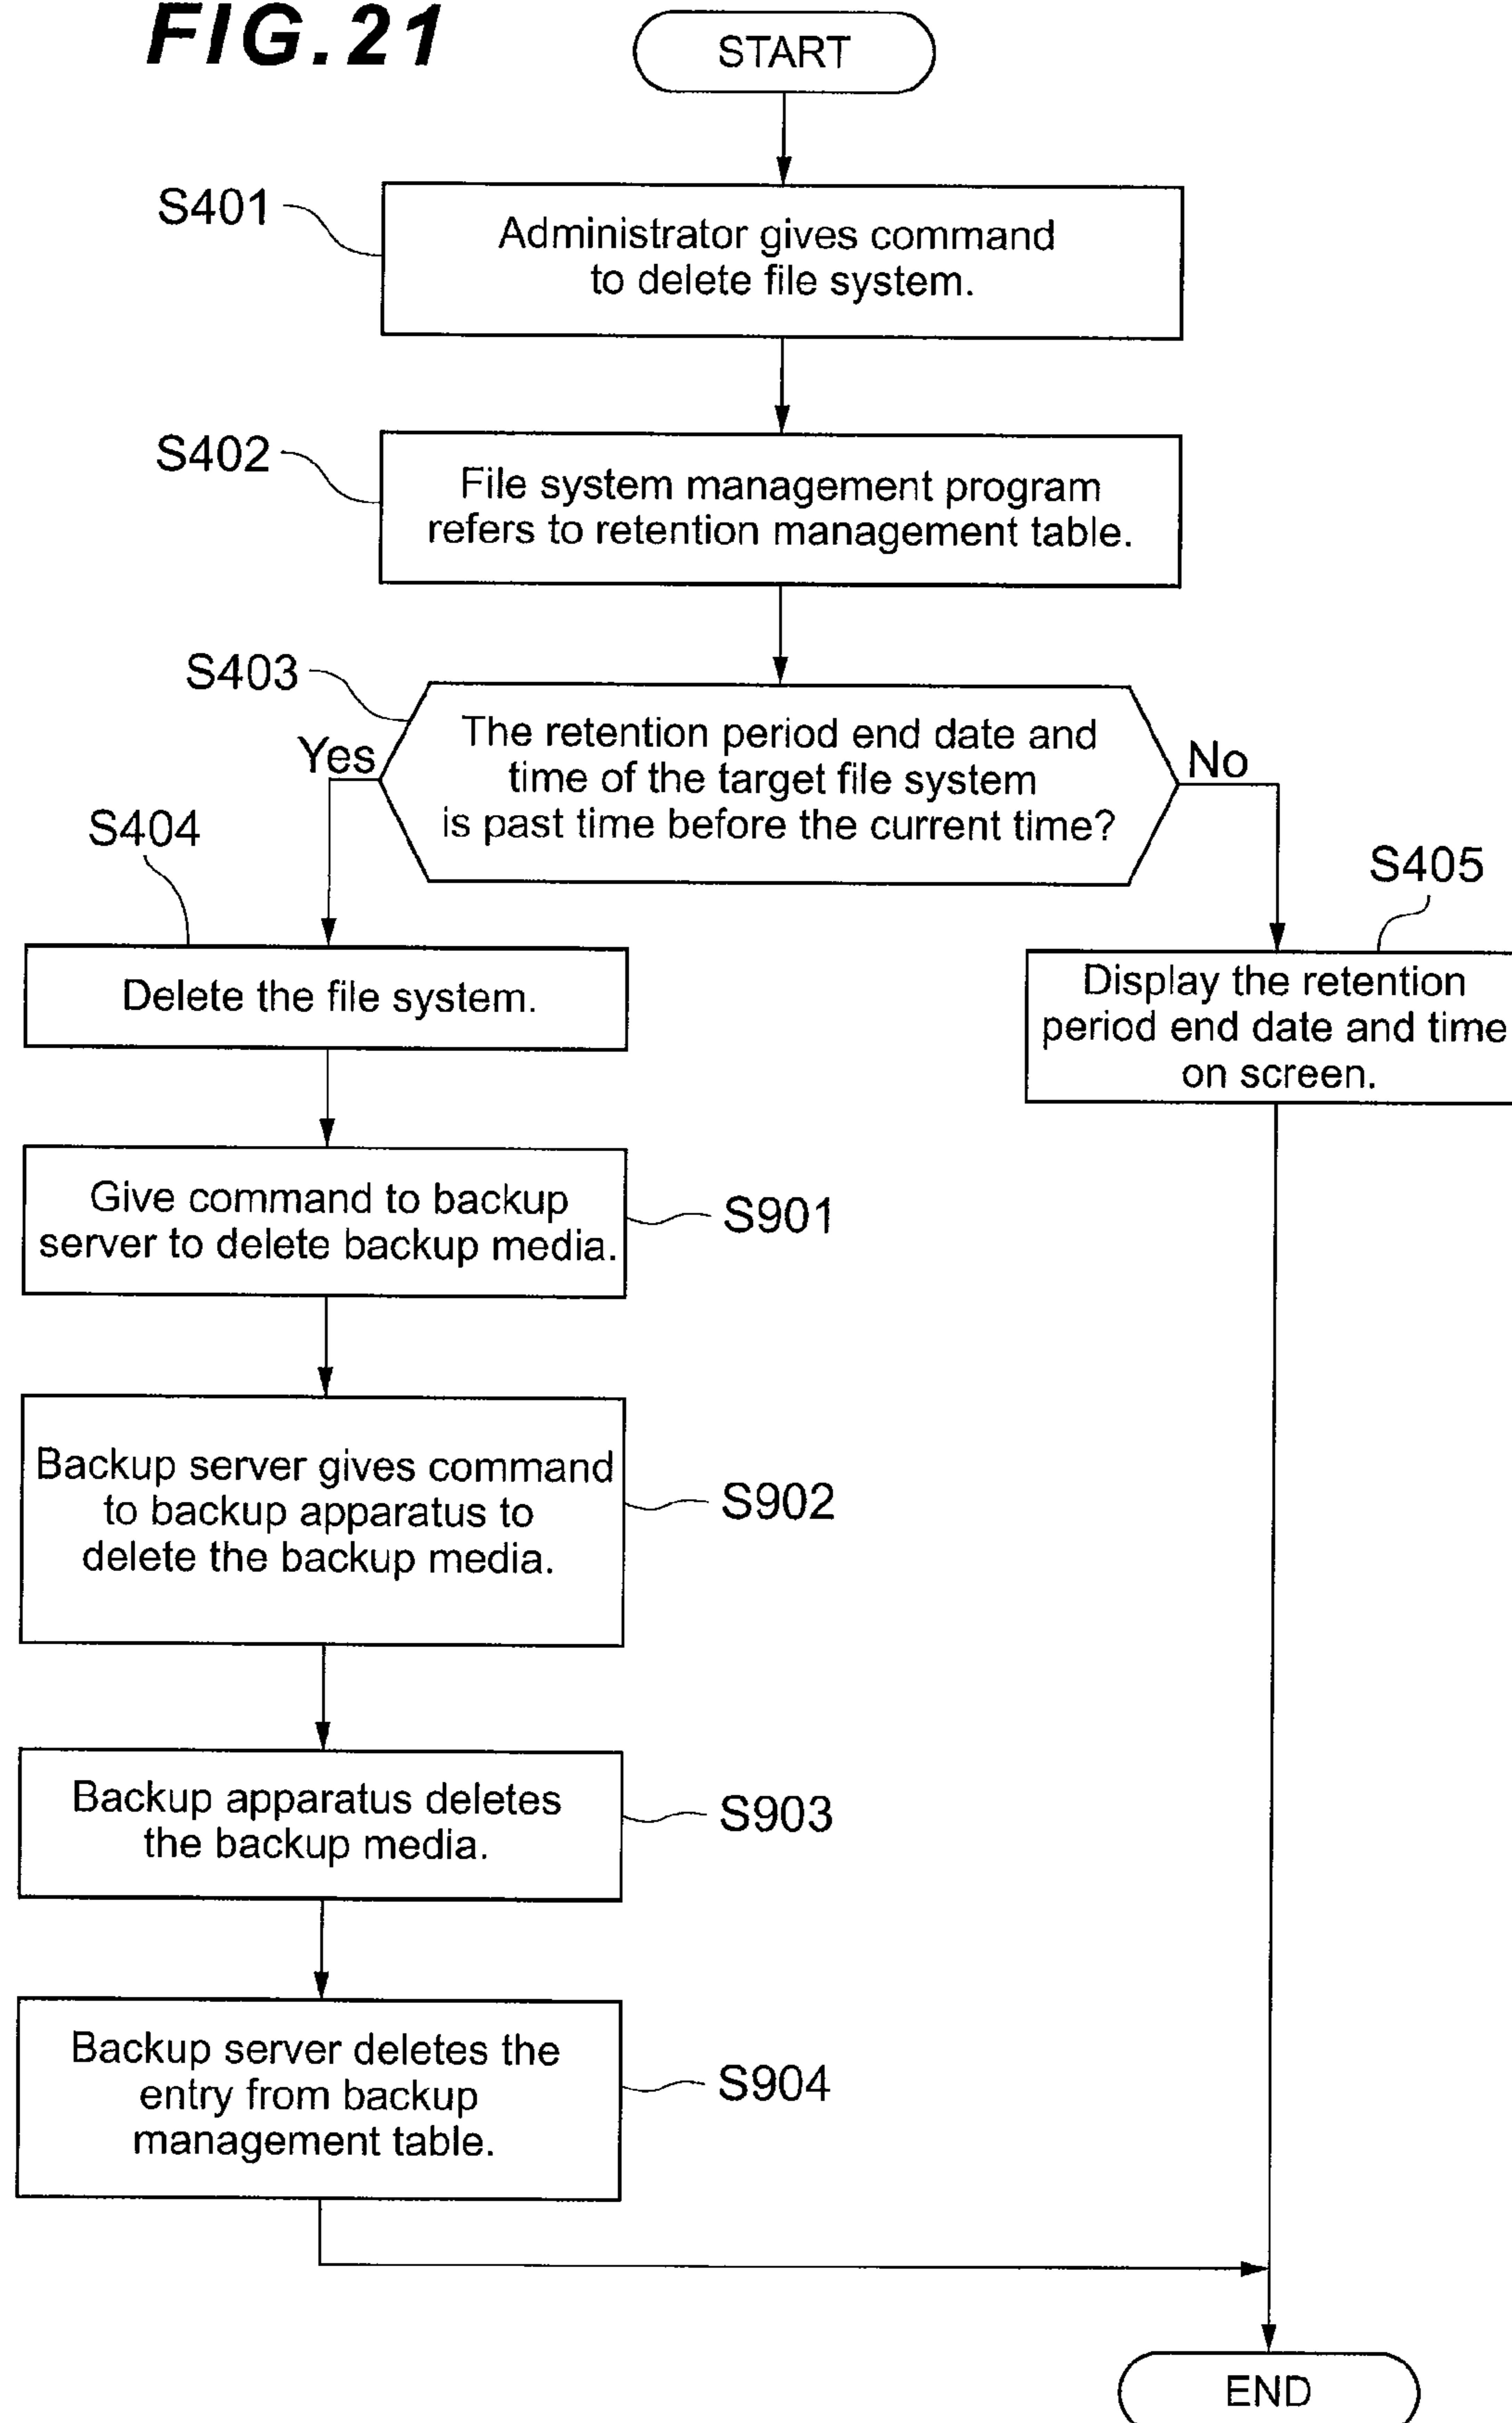 FIG.21
START
S401
Administrator gives command
to delete file system.
S402
File system management program
refers to retention management table.
S403
The retention period end date and
time of the target file system
is past time before the current time?
Yes
No
S404
Delete the file system.
S405
Display the retention
period end date and time
on screen.
Give command to backup
server to delete backup media.
S901
Backup server gives command
to backup apparatus to
delete the backup media.
S902
Backup apparatus deletes
the backup media.
S903
Backup server deletes the
entry from backup
management table.
S904
END